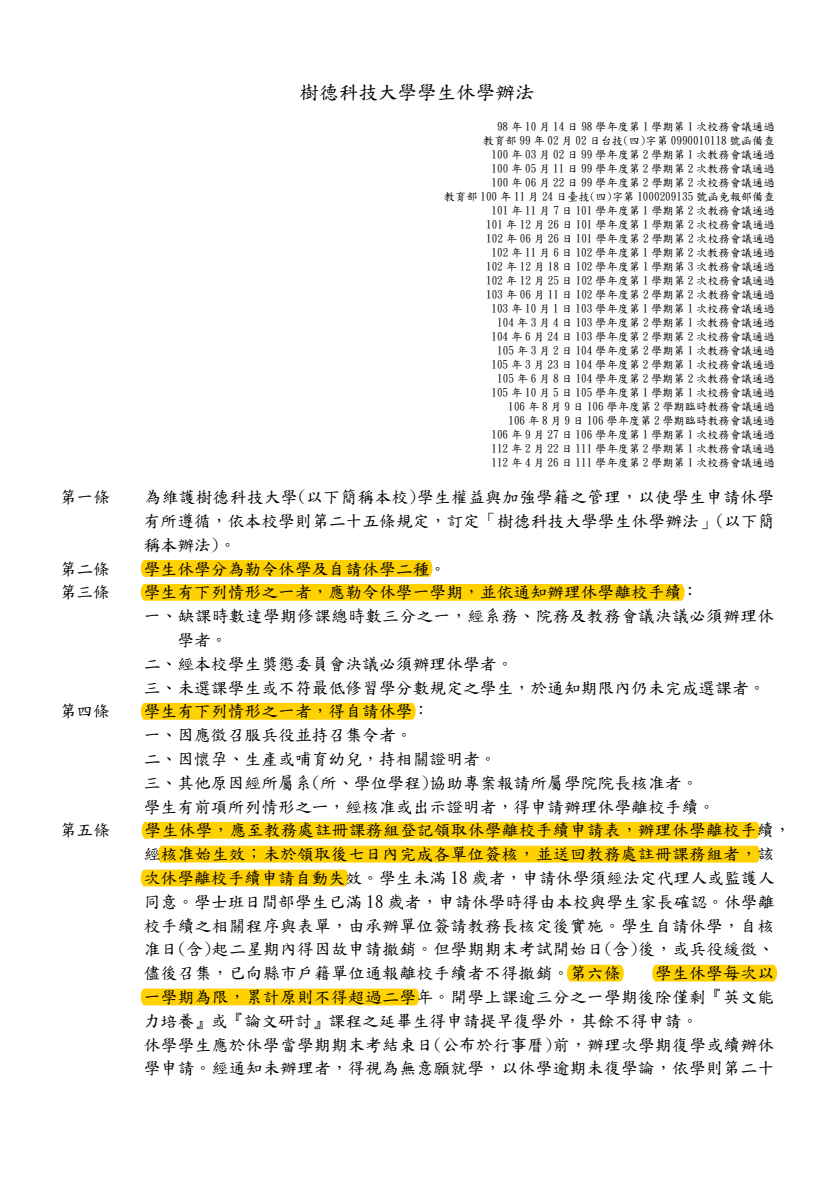 樹德科技大學學生休學辦法
98 年 10 月 14 日 98 學年度第 1 學期第 1 次校務會議通過
教育部 99 年 02 月 02 日台技(四)字第 0990010118 號函備查
100 年 03 月 02 日 99 學年度第 2 學期第 1 次教務會議通過
100 年 05 月 11 日 99 學年度第 2 學期第 2 次教務會議通過
100 年 06 月 22 日 99 學年度第 2 學期第 2 次校務會議通過
教育部 100 年 11 月 24 日臺技(四)字第 1000209135 號函免報部備查
101 年 11 月 7 日 101 學年度第 1 學期第 2 次教務會議通過
101 年 12 月 26 日 101 學年度第 1 學期第 2 次校務會議通過
102 年 06 月 26 日 101 學年度第 2 學期第 2 次校務會議通過
102 年 11 月 6 日 102 學年度第 1 學期第 2 次教務會議通過
102 年 12 月 18 日 102 學年度第 1 學期第 3 次教務會議通過
102 年 12 月 25 日 102 學年度第 1 學期第 2 次校務會議通過
103 年 06 月 11 日 102 學年度第 2 學期第 2 次教務會議通過
103 年 10 月 1 日 103 學年度第 1 學期第 1 次校務會議通過
104 年 3 月 4 日 103 學年度第 2 學期第 1 次教務會議通過
104 年 6 月 24 日 103 學年度第 2 學期第 2 次校務會議通過
105 年 3 月 2 日 104 學年度第 2 學期第 1 次教務會議通過
105 年 3 月 23 日 104 學年度第 2 學期第 1 次校務會議通過
105 年 6 月 8 日 104 學年度第 2 學期第 2 次教務會議通過
105 年 10 月 5 日 105 學年度第 1 學期第 1 次校務會議通過
106 年 8 月 9 日 106 學年度第 2 學期臨時教務會議通過
106 年 8 月 9 日 106 學年度第 2 學期臨時教務會議通過
106 年 9 月 27 日 106 學年度第 1 學期第 1 次校務會議通過
112 年 2 月 22 日 111 學年度第 2 學期第 1 次教務會議通過
112 年 4 月 26 日 111 學年度第 2 學期第 1 次校務會議通過
第一條 為維護樹德科技大學(以下簡稱本校)學生權益與加強學籍之管理，以使學生申請休學
有所遵循，依本校學則第二十五條規定，訂定「樹德科技大學學生休學辦法」(以下簡
稱本辦法)。
第二條 學生休學分為勒令休學及自請休學二種。
第三條 學生有下列情形之一者，應勒令休學一學期，並依通知辦理休學離校手續：
一、缺課時數達學期修課總時數三分之一，經系務、院務及教務會議決議必須辦理休
學者。
二、經本校學生獎懲委員會決議必須辦理休學者。
三、未選課學生或不符最低修習學分數規定之學生，於通知期限內仍未完成選課者。
第四條 學生有下列情形之一者，得自請休學：
一、因應徵召服兵役並持召集令者。
二、因懷孕、生產或哺育幼兒，持相關證明者。
三、其他原因經所屬系(所、學位學程)協助專案報請所屬學院院長核准者。
學生有前項所列情形之一，經核准或出示證明者，得申請辦理休學離校手續。
第五條 學生休學，應至教務處註冊課務組登記領取休學離校手續申請表，辦理休學離校手續，
經核准始生效；未於領取後七日內完成各單位簽核，並送回教務處註冊課務組者，該
次休學離校手續申請自動失效。學生未滿 18 歲者，申請休學須經法定代理人或監護人
同意。學士班日間部學生已滿 18 歲者，申請休學時得由本校與學生家長確認。休學離
校手續之相關程序與表單，由承辦單位簽請教務長核定後實施。學生自請休學，自核
准日(含)起二星期內得因故申請撤銷。但學期期末考試開始日(含)後，或兵役緩徵、
儘後召集，已向縣市戶籍單位通報離校手續者不得撤銷。第六條 學生休學每次以
一學期為限，累計原則不得超過二學年。開學上課逾三分之一學期後除僅剩『英文能
力培養』或『論文研討』課程之延畢生得申請提早復學外，其餘不得申請。
休學學生應於休學當學期期末考結束日(公布於行事曆)前，辦理次學期復學或續辦休
學申請。經通知未辦理者，得視為無意願就學，以休學逾期未復學論，依學則第二十